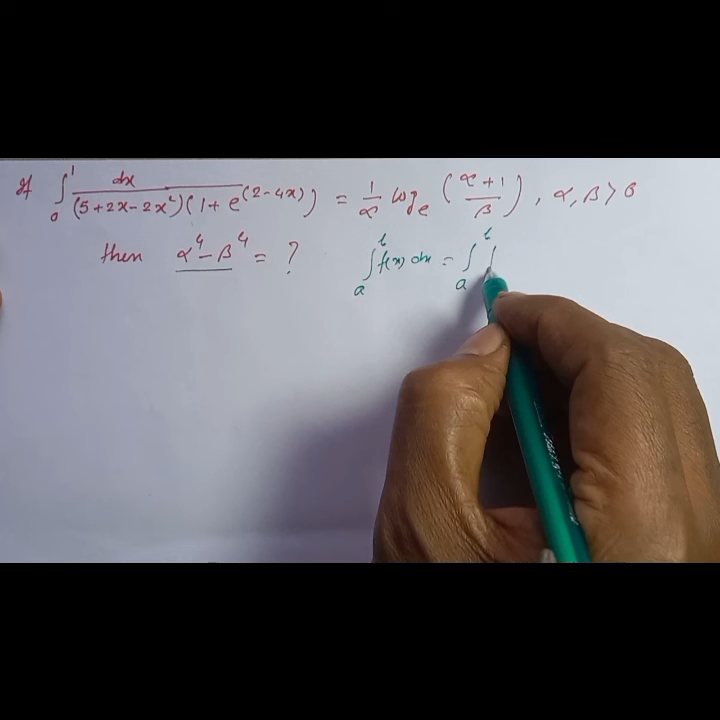 If ∫₀¹ dx / (5+2x-2x²)(1+e^(2-4x)) = 1/α logₑ (α+1 / β), α, β > 0
then α⁴-β⁴ = ? ∫ₐᵇ f(x) dx = ∫ₐᵇ f